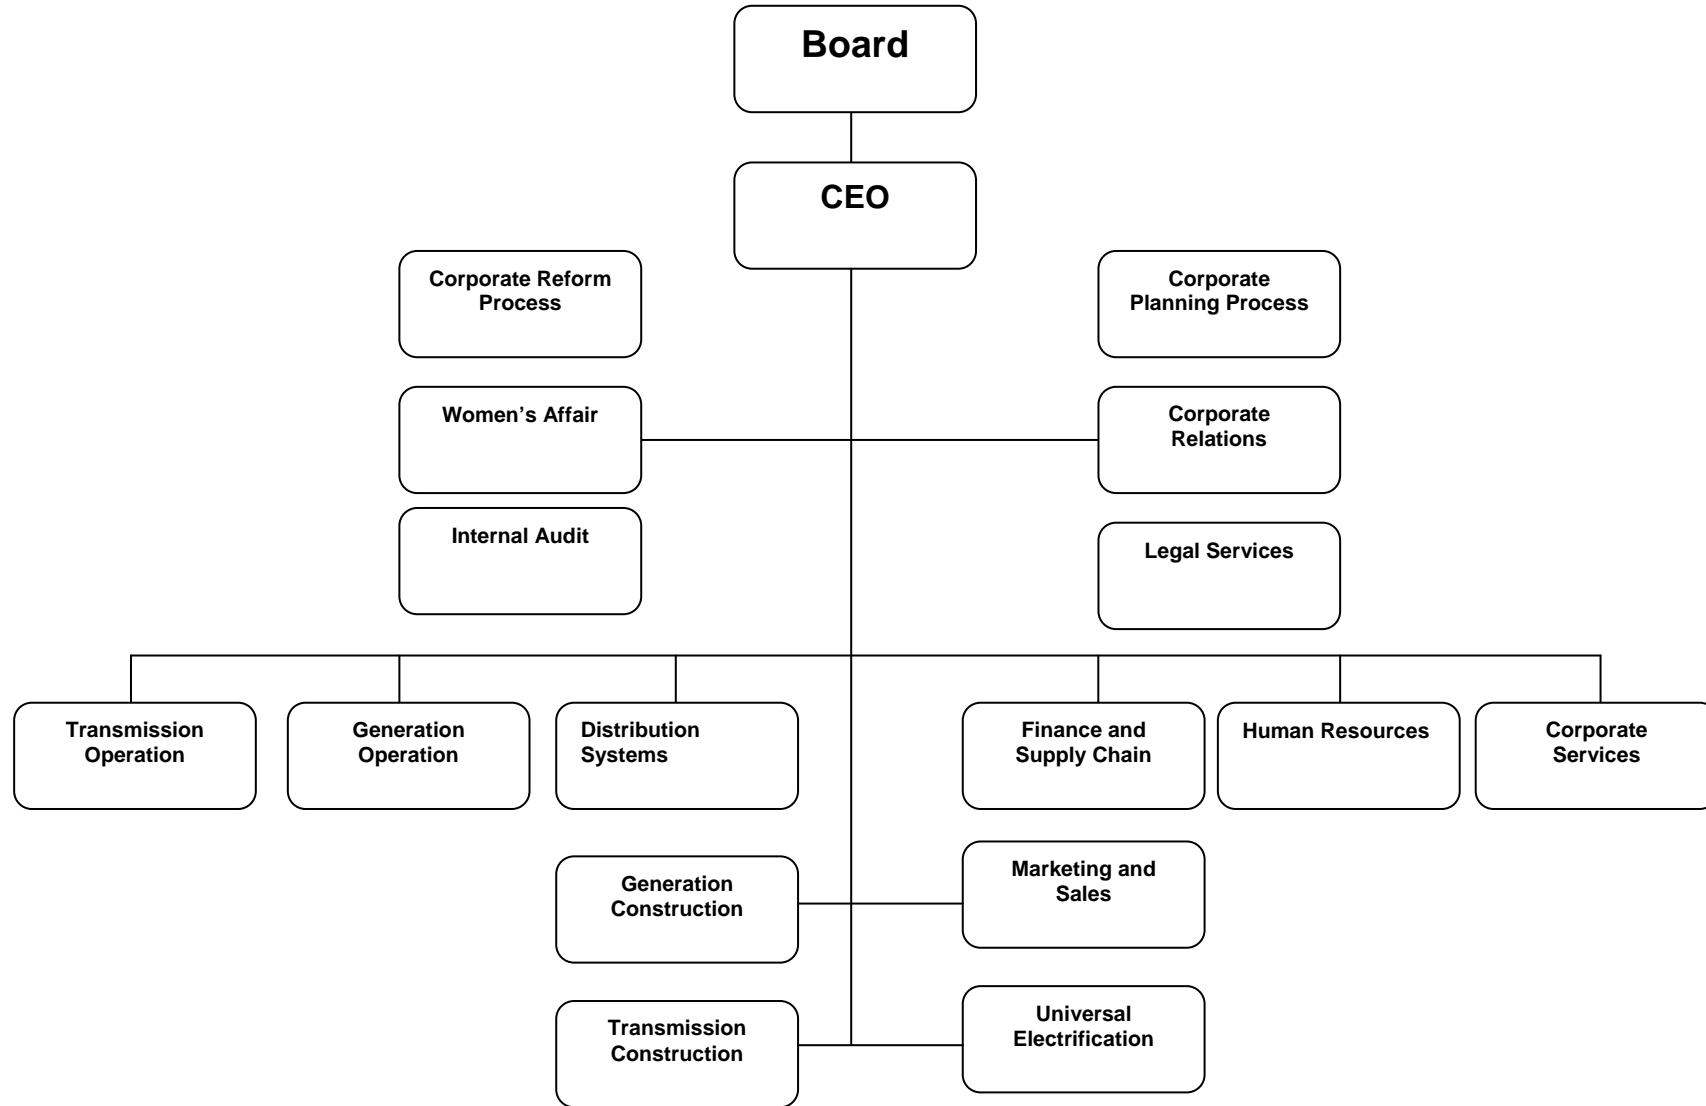 Board
CEO
Corporate Reform
Process
Corporate
Planning Process
Women’s Affair
Corporate
Relations
Internal Audit
Legal Services
Transmission
Operation
Generation
Operation
Distribution
Systems
Finance and
Supply Chain
Human Resources
Corporate
Services
Generation
Construction
Marketing and
Sales
Transmission
Construction
Universal
Electrification